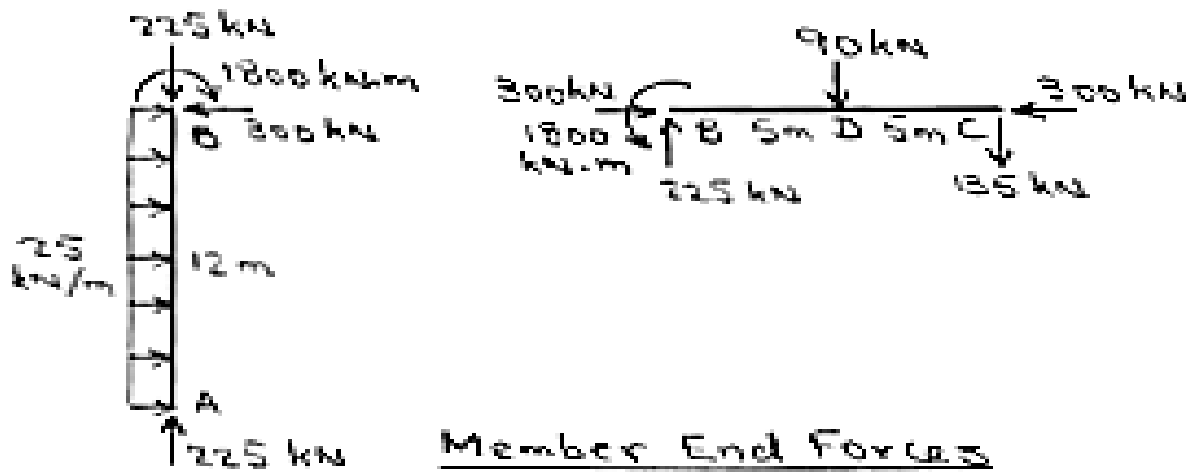 225 kN
1800 kN.m
B
300 kN
25
kN/m
12 m
A
225 kN
90 kN
300 kN
1800
kN.m
B 5m D 5m C
300 kN
225 kN
135 kN
Member End Forces